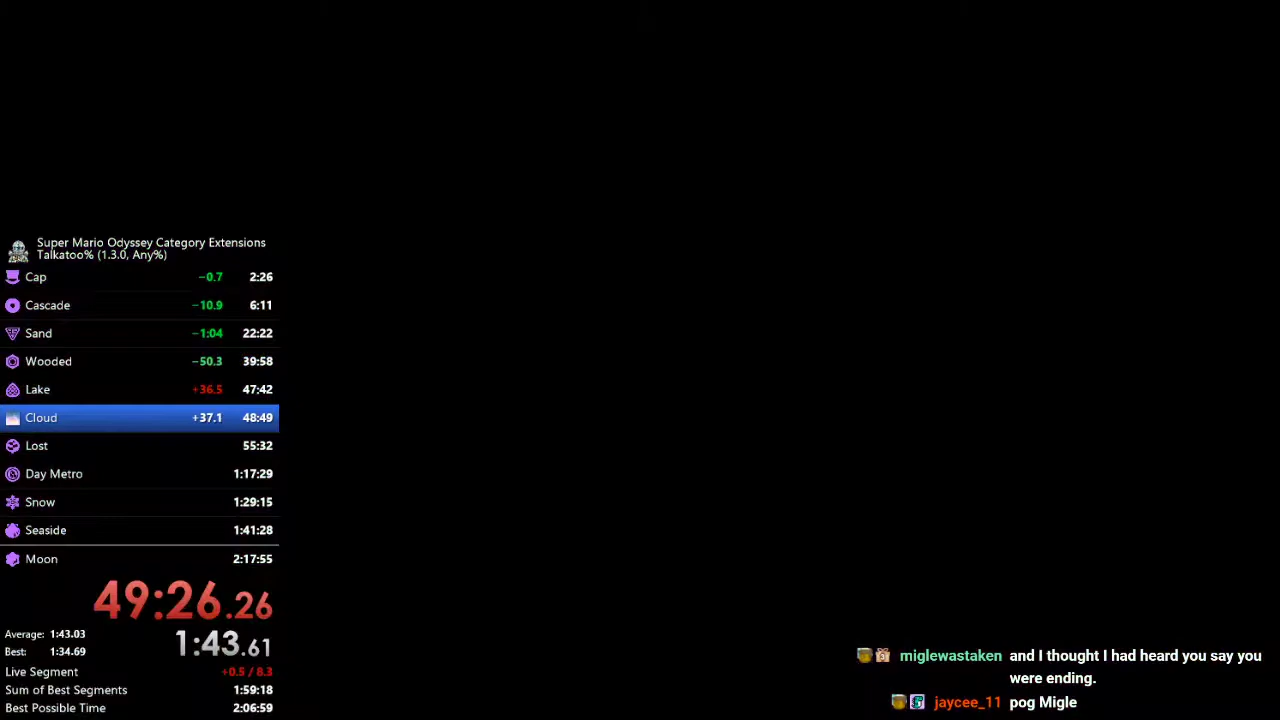 Super Mario Odyssey Category Extensions
Talkatoo% (1.3.0, Any%)
Cap −0.7 2:26
Cascade −10.9 6:11
Sand −1:04 22:22
Wooded −50.3 39:58
Lake +36.5 47:42
Cloud +37.1 48:49
Lost 55:32
Day Metro 1:17:29
Snow 1:29:15
Seaside 1:41:28
Moon 2:17:55
49:26.26
Average: 1:43.03
Best: 1:34.69
1:43.61
Live Segment +0.5 / 8.3
Sum of Best Segments 1:59:18
Best Possible Time 2:06:59
miglewastaken and I thought I had heard you say you
were ending.
jaycee_11 pog Migle